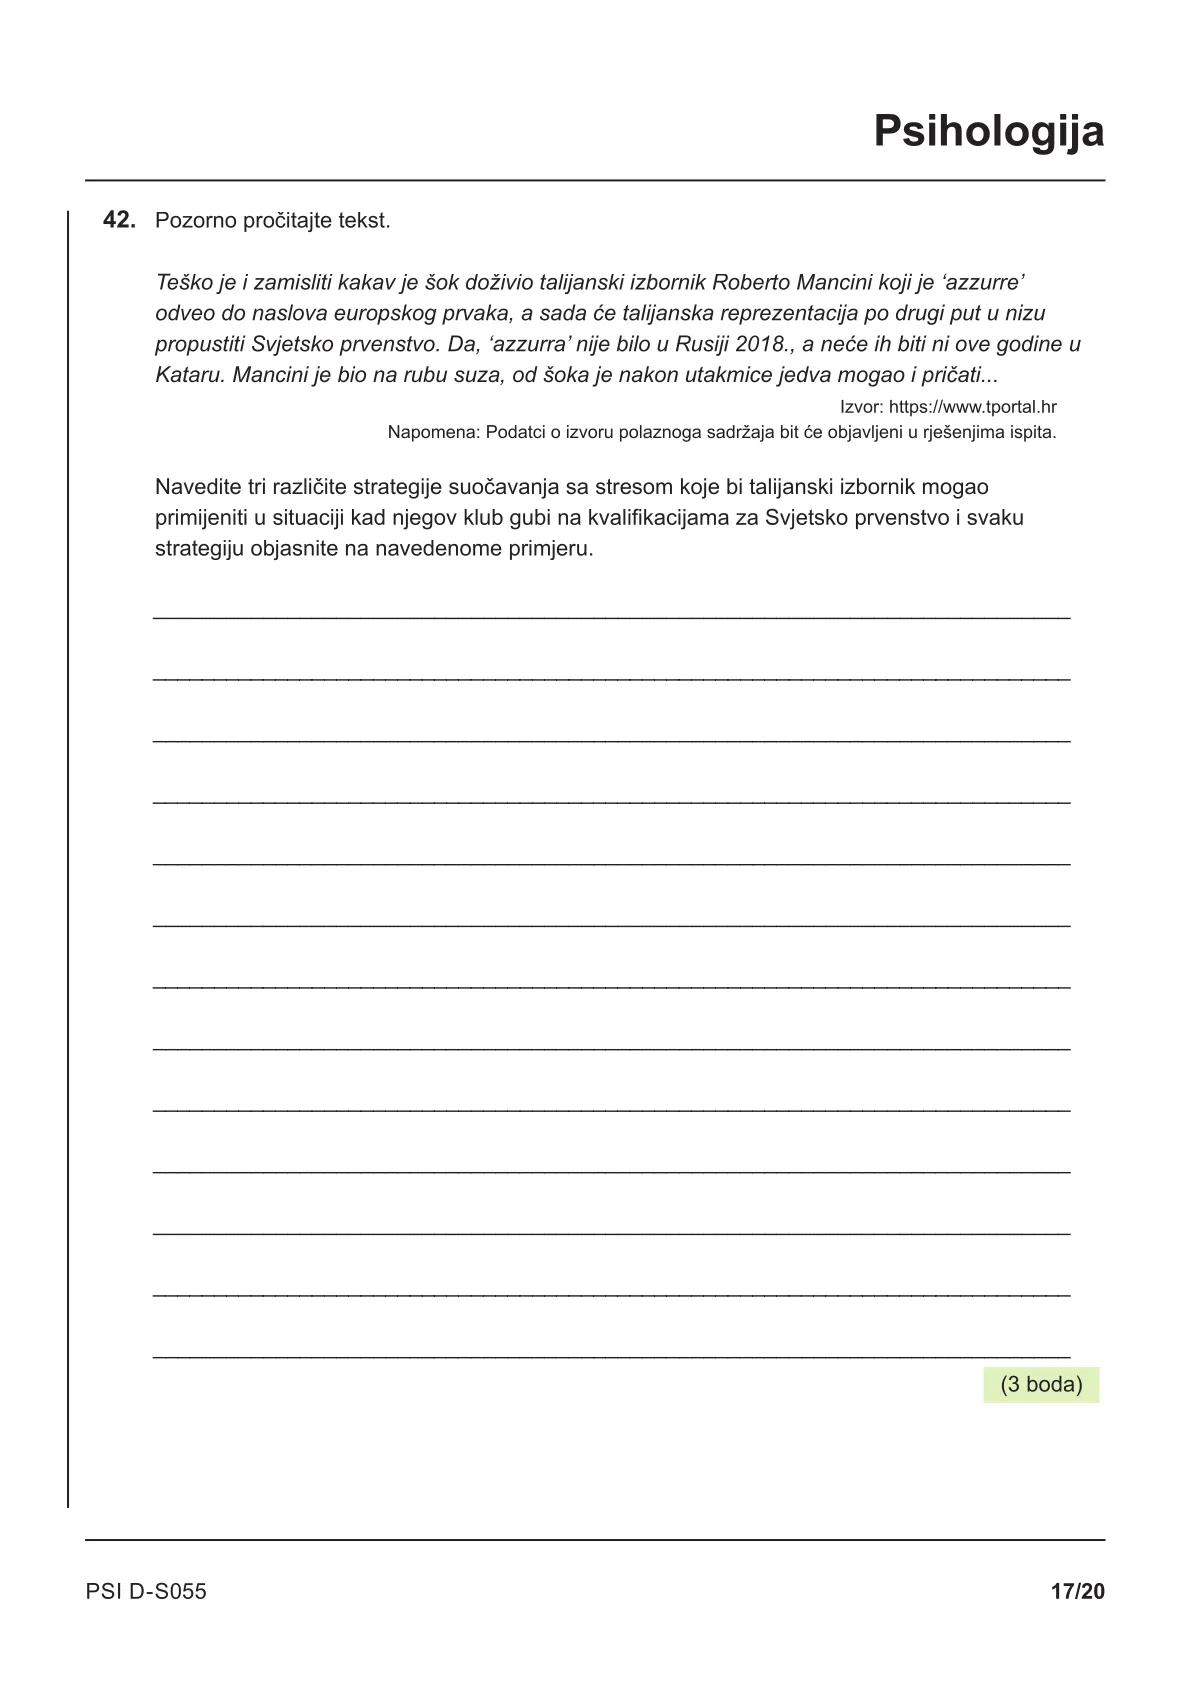 Psihologija
42. Pozorno pročitajte tekst.
Teško je i zamisliti kakav je šok doživio talijanski izbornik Roberto Mancini koji je ‘azzurre’
odveo do naslova europskog prvaka, a sada će talijanska reprezentacija po drugi put u nizu
propustiti Svjetsko prvenstvo. Da, ‘azzurra’ nije bilo u Rusiji 2018., a neće ih biti ni ove godine u
Kataru. Mancini je bio na rubu suza, od šoka je nakon utakmice jedva mogao i pričati...
Izvor: https://www.tportal.hr
Napomena: Podatci o izvoru polaznoga sadržaja bit će objavljeni u rješenjima ispita.
Navedite tri različite strategije suočavanja sa stresom koje bi talijanski izbornik mogao
primijeniti u situaciji kad njegov klub gubi na kvalifikacijama za Svjetsko prvenstvo i svaku
strategiju objasnite na navedenome primjeru.
(3 boda)
PSI D-S055
17/20